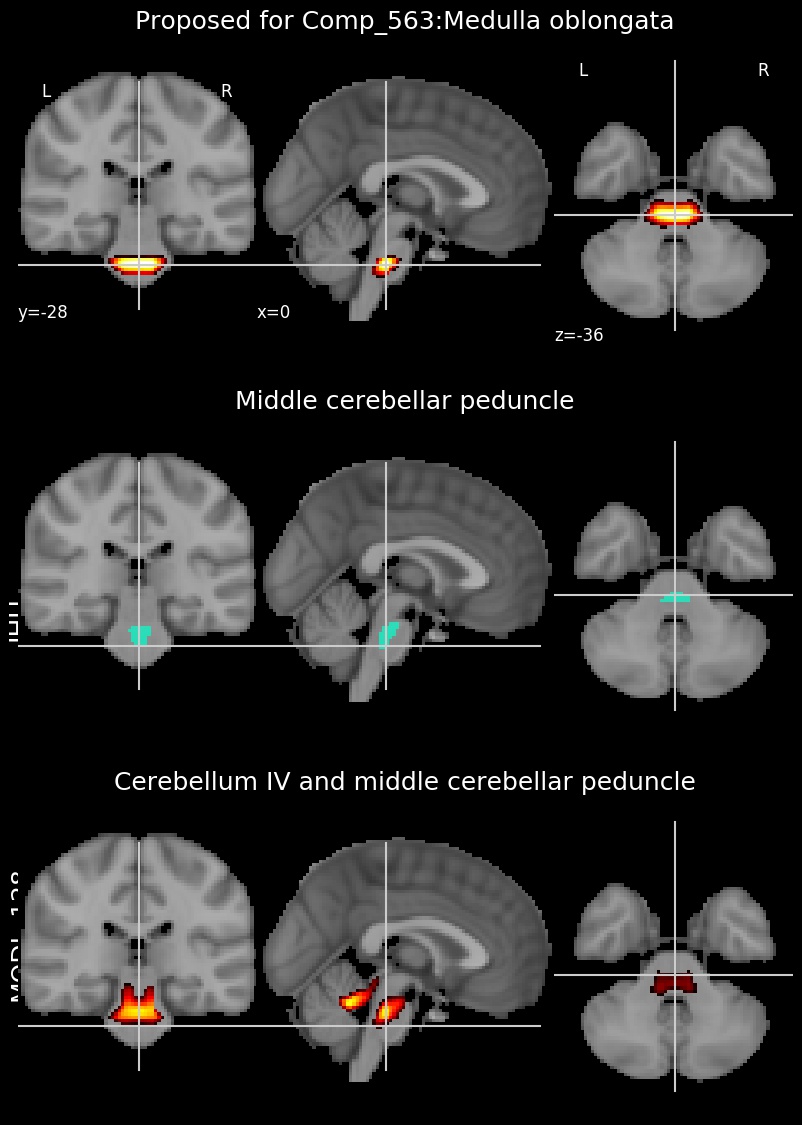 Proposed for Comp_563:Medulla oblongata
L R
L R
y=-28
x=0
z=-36
Middle cerebellar peduncle
Cerebellum IV and middle cerebellar peduncle